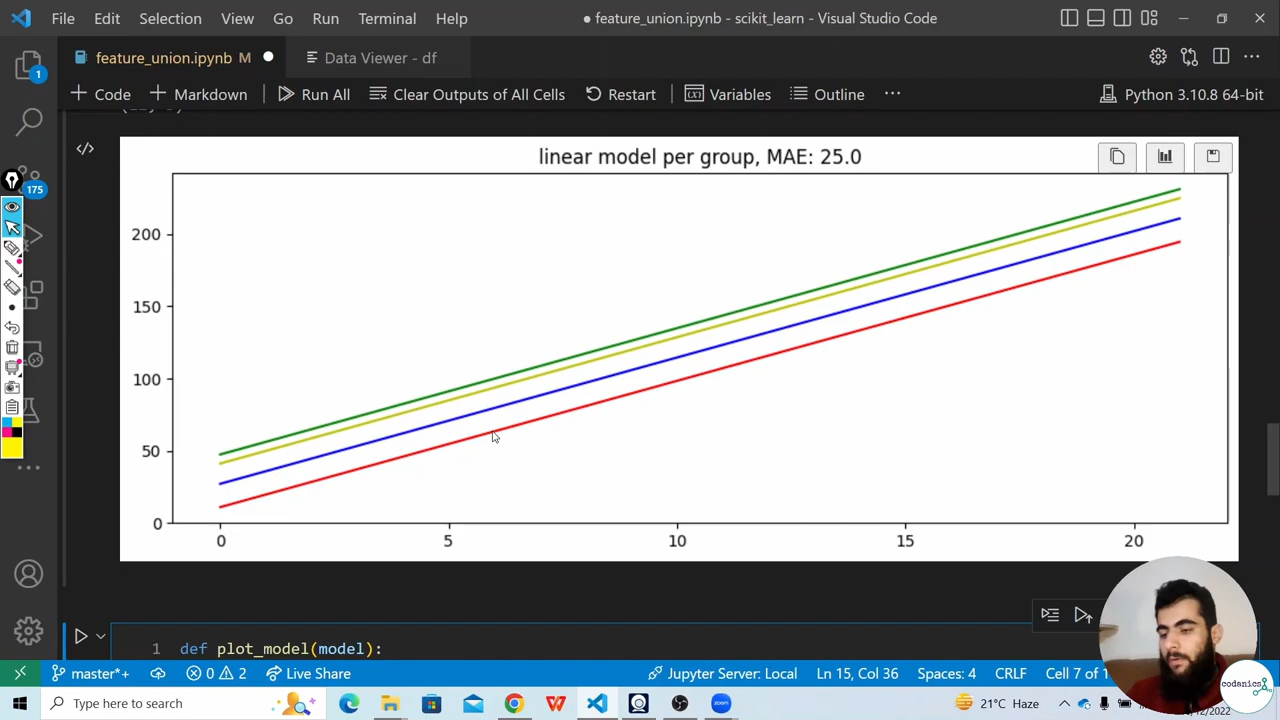 File Edit Selection View Go Run Terminal Help
● feature_union.ipynb - scikit_learn - Visual Studio Code
feature_union.ipynb M
Data Viewer - df
Code
Markdown
Run All
Clear Outputs of All Cells
Restart
Variables
Outline
...
Python 3.10.8 64-bit
1
175
linear model per group, MAE: 25.0
200
150
100
50
0
0 5 10 15 20
1 def plot_model(model):
master*+
0 2
Live Share
Jupyter Server: Local
Ln 15, Col 36
Spaces: 4
CRLF
Cell 7 of 1
codanics
Type here to search
zoom
21°C Haze